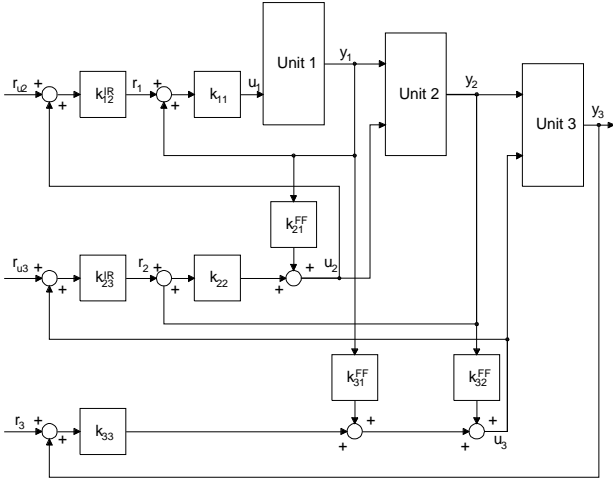 Unit 1
y1
Unit 2
y2
Unit 3
y3
ru2 +
+
k12IR
r1 +
+
k11
u1
k21FF
ru3 +
+
k23IR
r2 +
+
k22
+
+
u2
k31FF
k32FF
r3 +
+
k33
+
+
+
+
u3